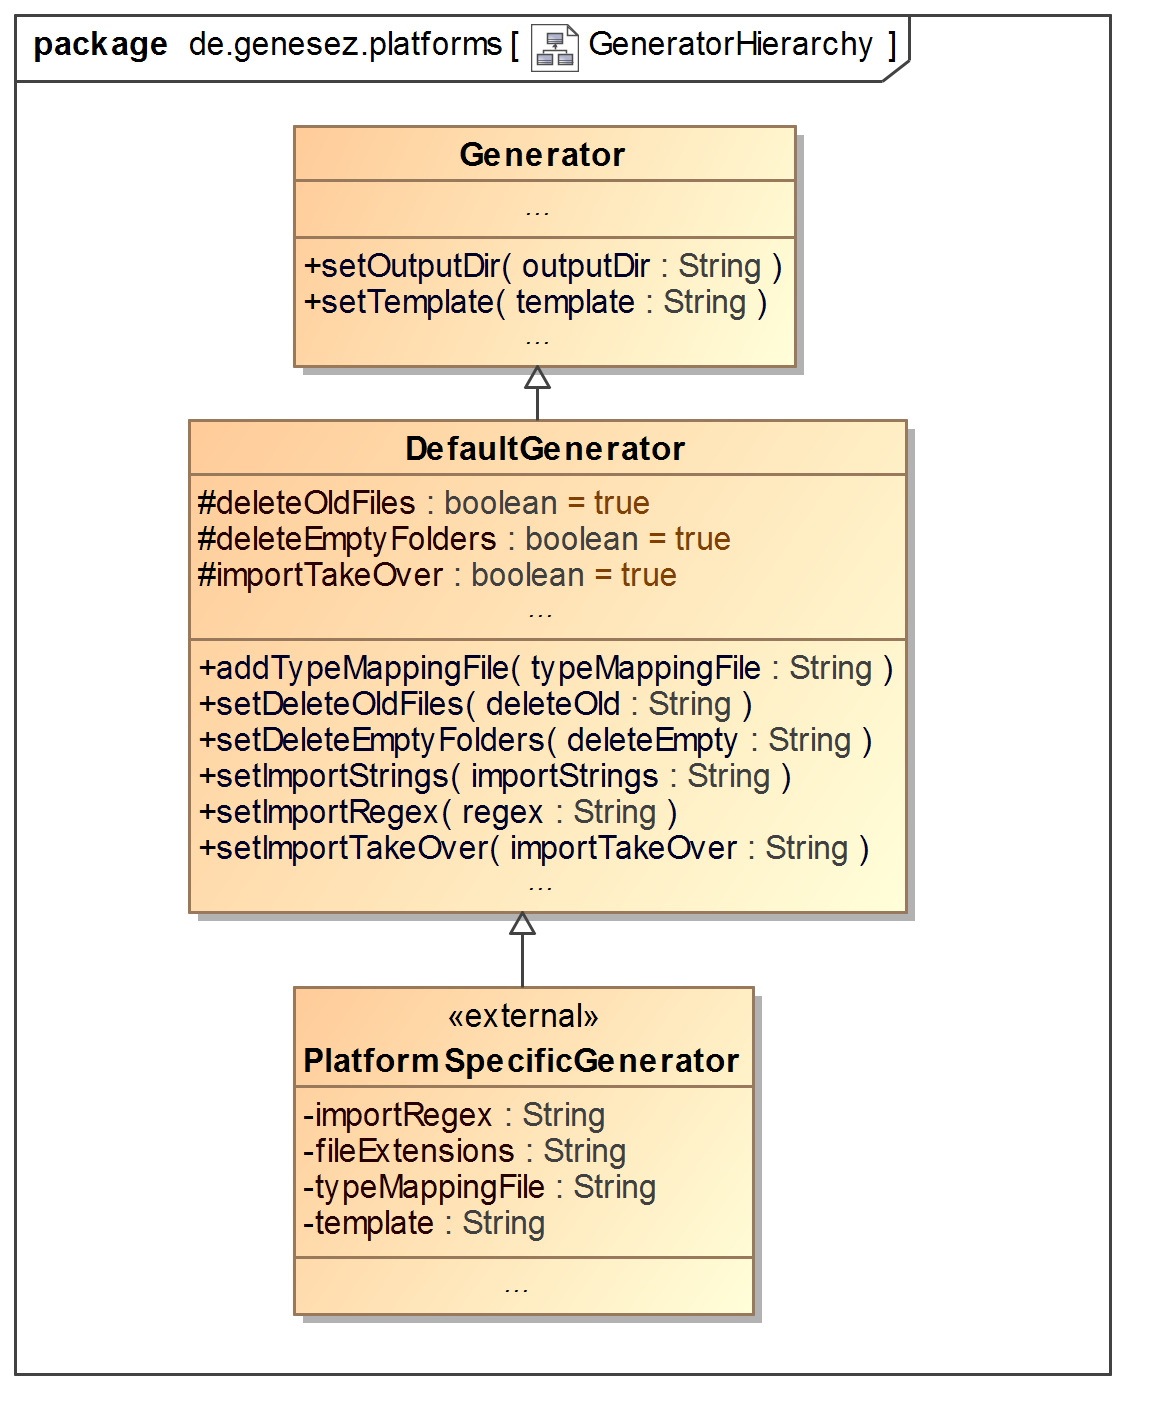 package de.genesez.platforms [ GeneratorHierarchy ]
Generator
...
+setOutputDir( outputDir : String )
+setTemplate( template : String )
...
DefaultGenerator
#deleteOldFiles : boolean = true
#deleteEmptyFolders : boolean = true
#importTakeOver : boolean = true
...
+addTypeMappingFile( typeMappingFile : String )
+setDeleteOldFiles( deleteOld : String )
+setDeleteEmptyFolders( deleteEmpty : String )
+setImportStrings( importStrings : String )
+setImportRegex( regex : String )
+setImportTakeOver( importTakeOver : String )
...
«external»
PlatformSpecificGenerator
-importRegex : String
-fileExtensions : String
-typeMappingFile : String
-template : String
...